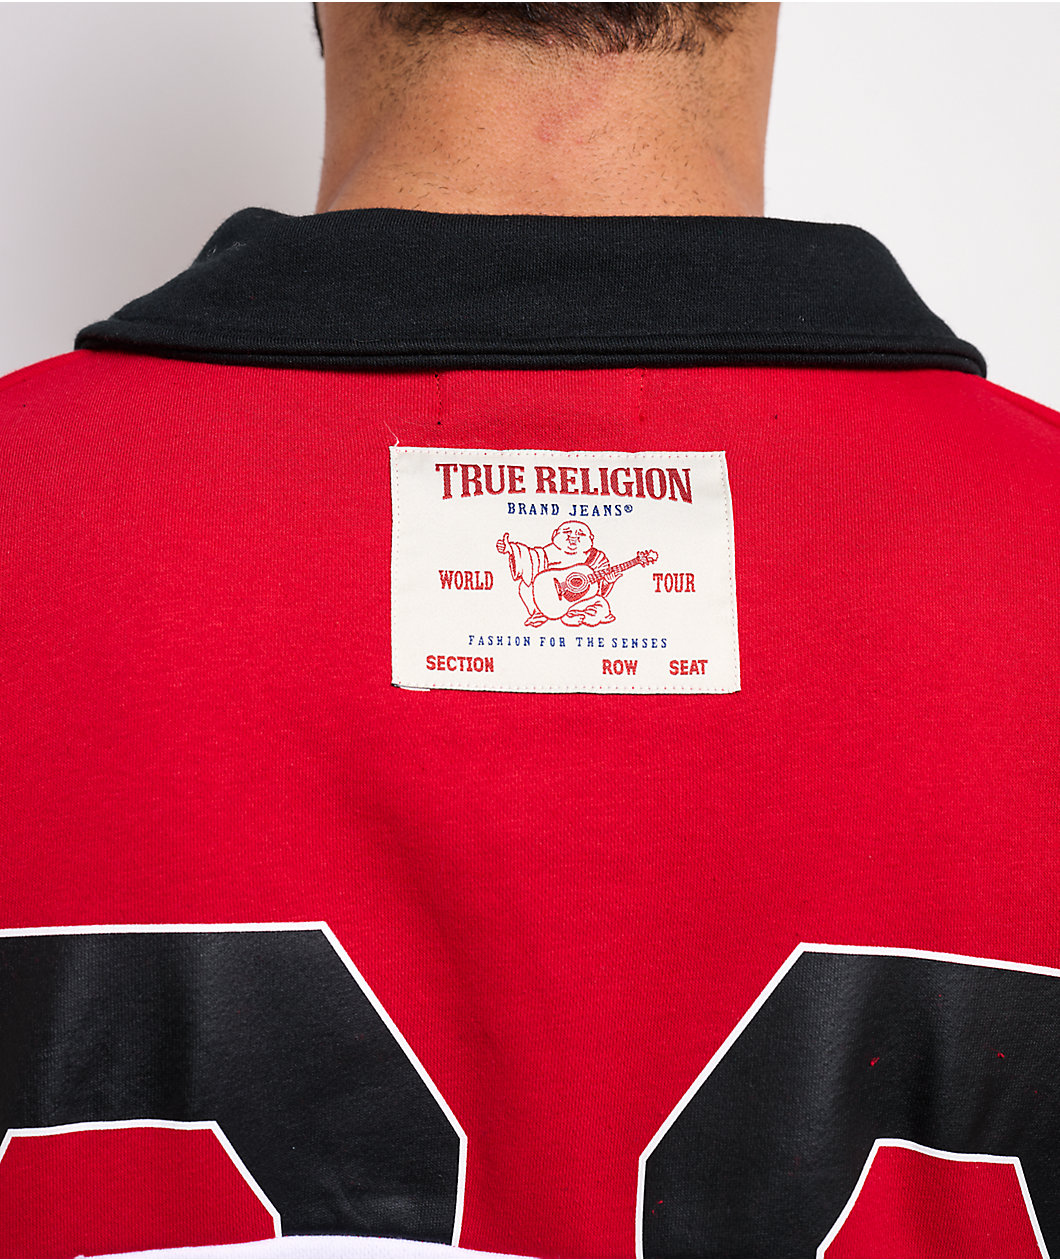 TRUE RELIGION
BRAND JEANS®
WORLD TOUR
FASHION FOR THE SENSES
SECTION ROW SEAT